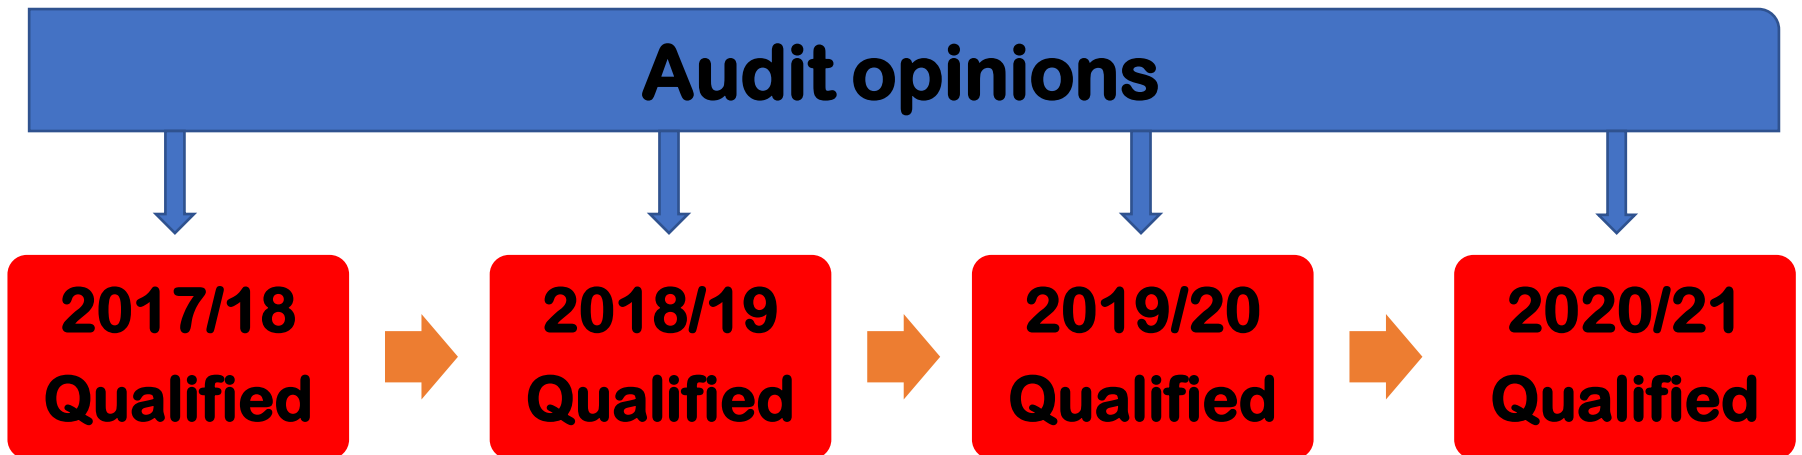 Audit opinions
2017/18
Qualified
2018/19
Qualified
2019/20
Qualified
2020/21
Qualified